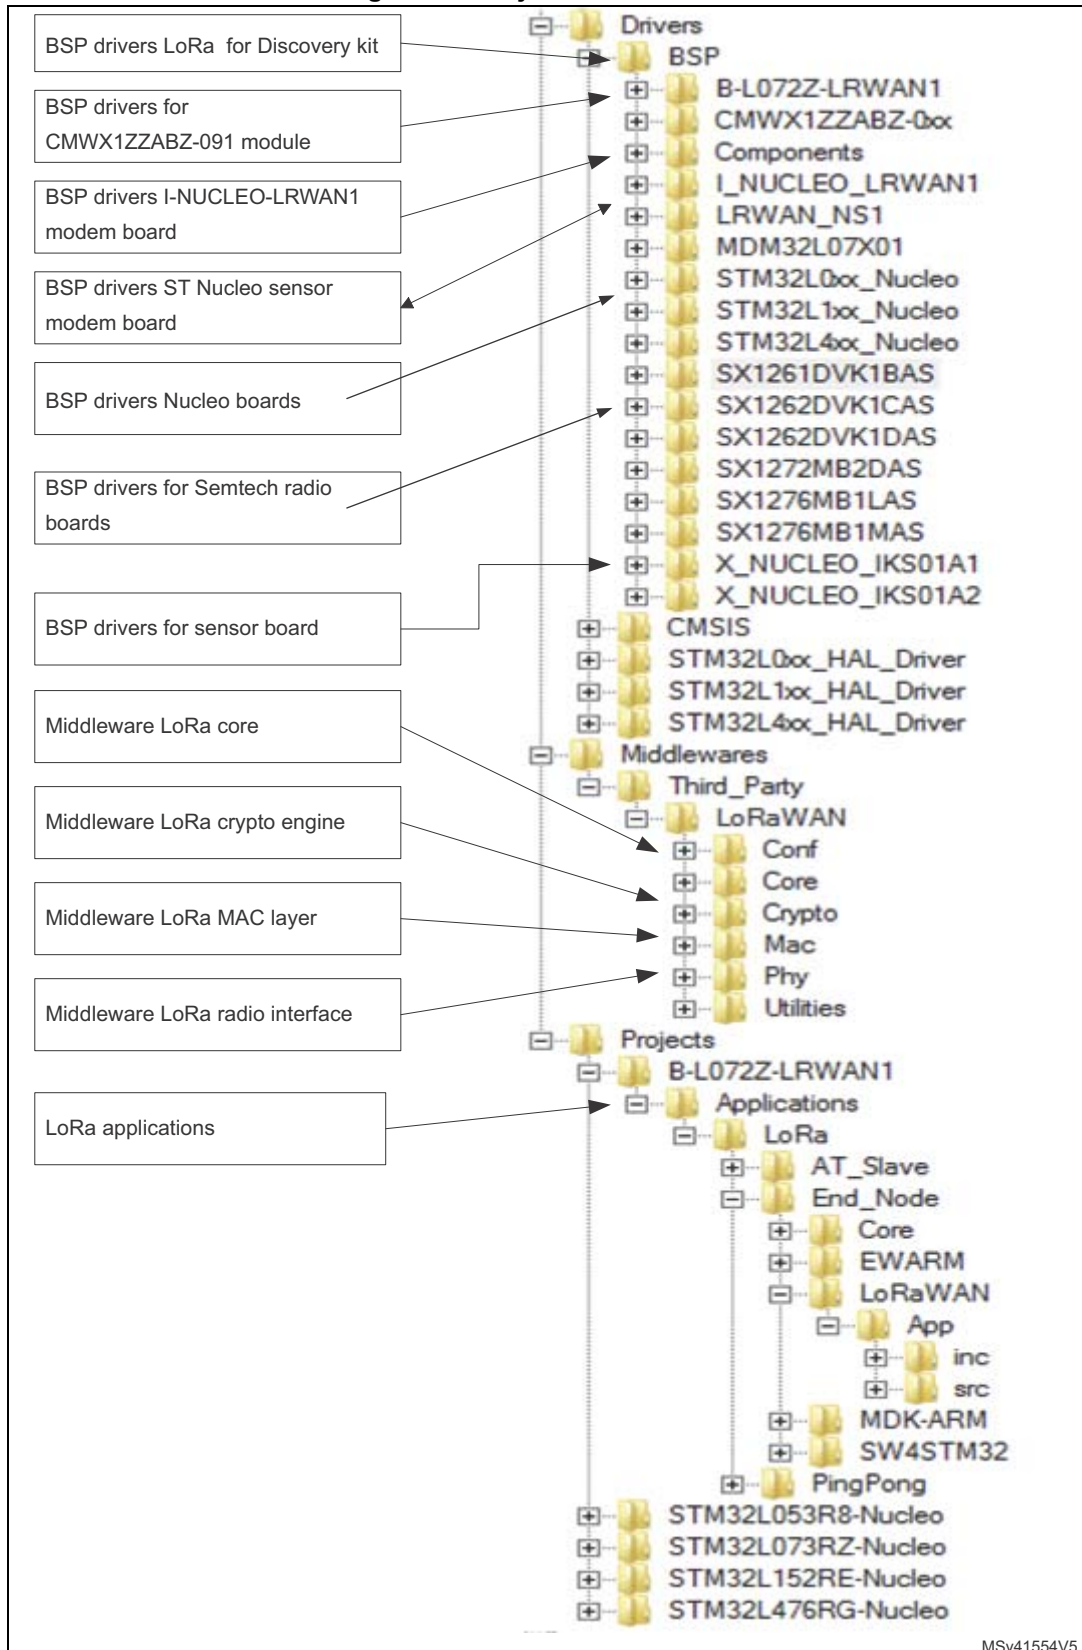 BSP drivers LoRa for Discovery kit
BSP drivers for
CMWX1ZZABZ-091 module
BSP drivers I-NUCLEO-LRWAN1
modem board
BSP drivers ST Nucleo sensor
modem board
BSP drivers Nucleo boards
BSP drivers for Semtech radio
boards
BSP drivers for sensor board
Middleware LoRa core
Middleware LoRa crypto engine
Middleware LoRa MAC layer
Middleware LoRa radio interface
LoRa applications
Drivers
BSP
B-L072Z-LRWAN1
CMWX1ZZABZ-0xx
Components
I_NUCLEO_LRWAN1
LRWAN_NS1
MDM32L07X01
STM32L0xx_Nucleo
STM32L1xx_Nucleo
STM32L4xx_Nucleo
SX1261DVK1BAS
SX1262DVK1CAS
SX1262DVK1DAS
SX1272MB2DAS
SX1276MB1LAS
SX1276MB1MAS
X_NUCLEO_IKS01A1
X_NUCLEO_IKS01A2
CMSIS
STM32L0xx_HAL_Driver
STM32L1xx_HAL_Driver
STM32L4xx_HAL_Driver
Middlewares
Third_Party
LoRaWAN
Conf
Core
Crypto
Mac
Phy
Utilities
Projects
B-L072Z-LRWAN1
Applications
LoRa
AT_Slave
End_Node
Core
EWARM
LoRaWAN
App
inc
src
MDK-ARM
SW4STM32
PingPong
STM32L053R8-Nucleo
STM32L073RZ-Nucleo
STM32L152RE-Nucleo
STM32L476RG-Nucleo
MSv41554V5